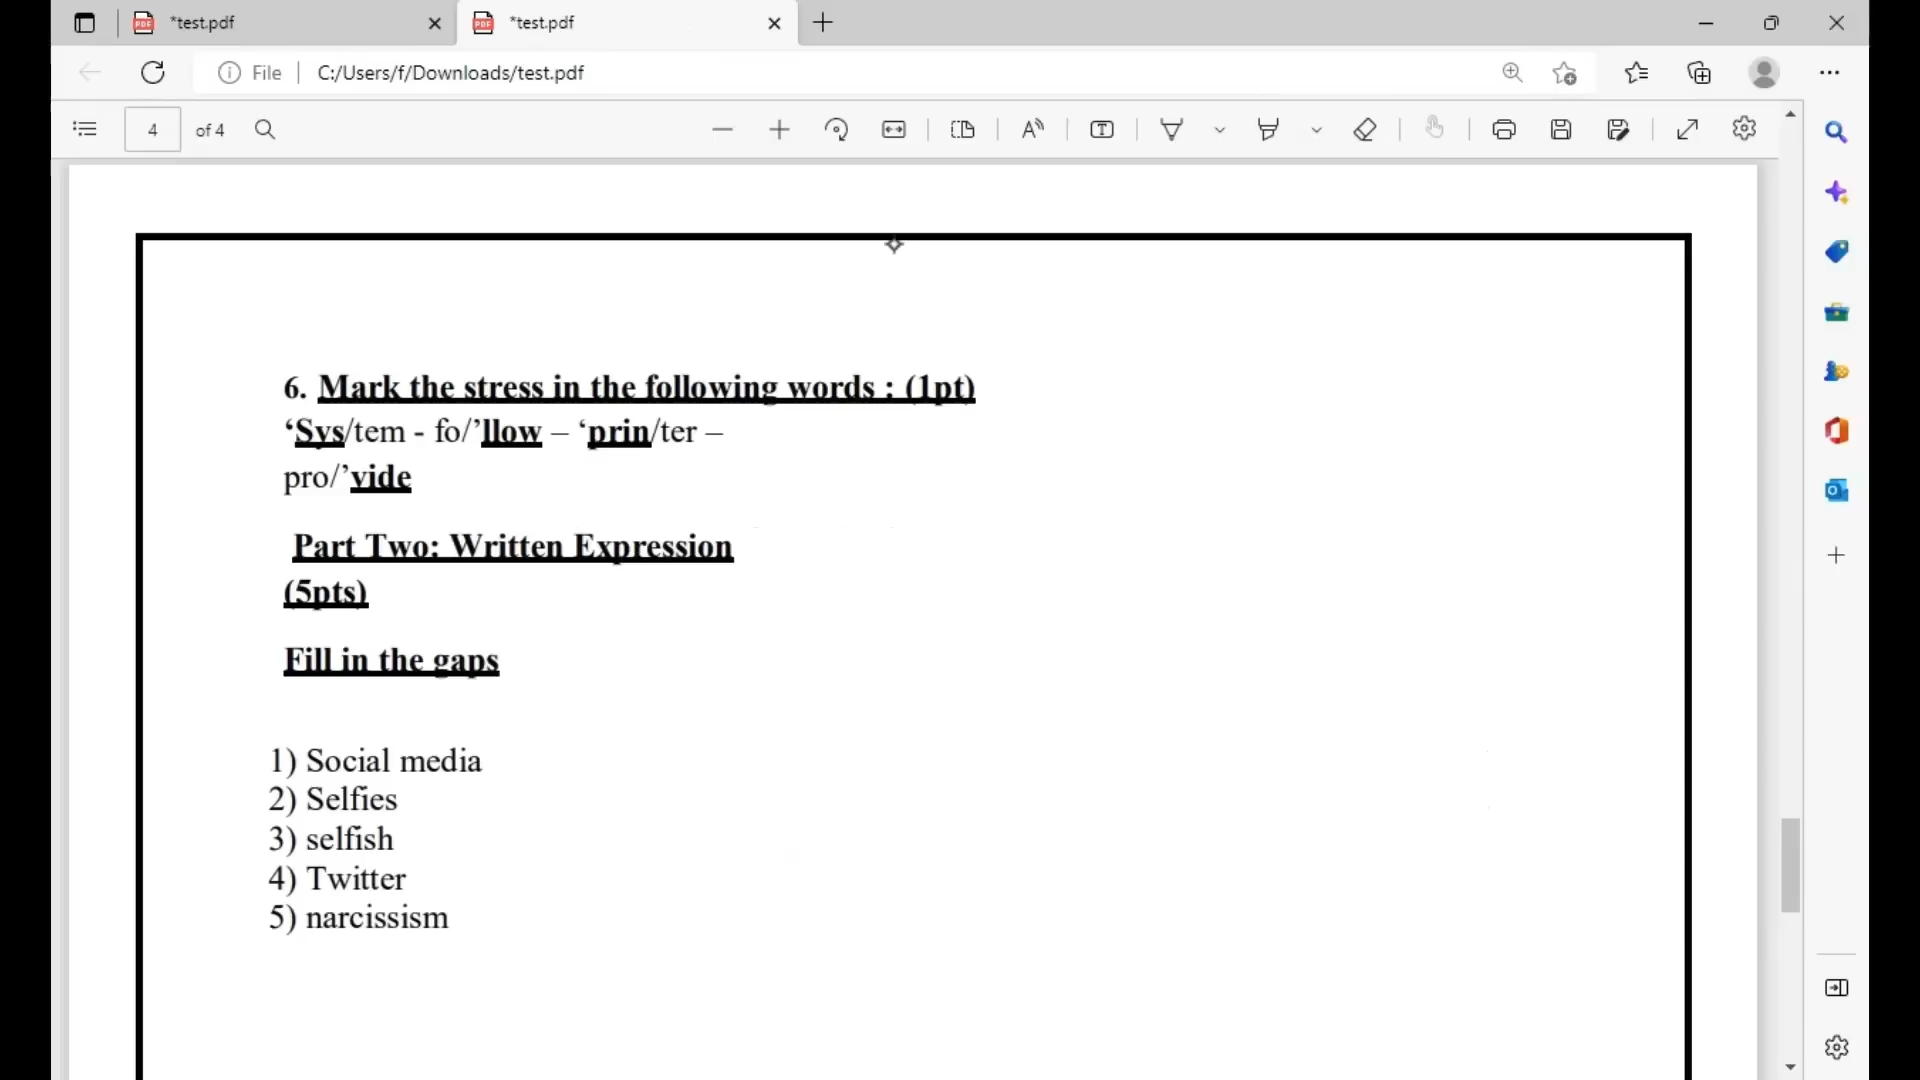 *test.pdf
*test.pdf
File
C:/Users/f/Downloads/test.pdf
4 of 4
6. Mark the stress in the following words : (1pt)
‘Sys/tem - fo/’llow – ‘prin/ter –
pro/’vide
Part Two: Written Expression
(5pts)
Fill in the gaps
1) Social media
2) Selfies
3) selfish
4) Twitter
5) narcissism